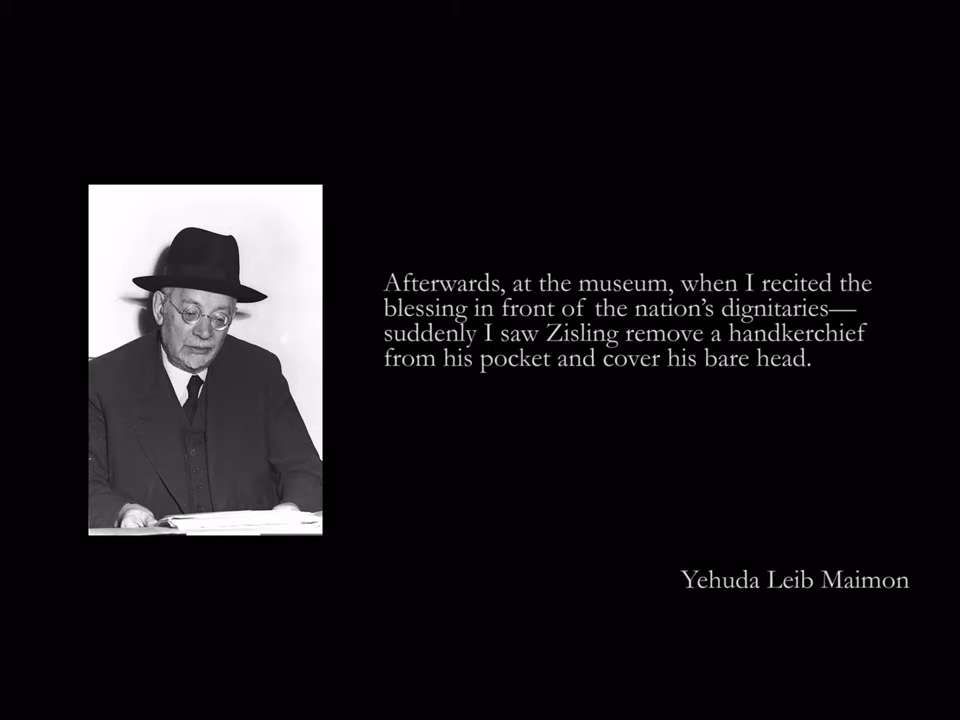 Afterwards, at the museum, when I recited the
blessing in front of the nation’s dignitaries—
suddenly I saw Zisling remove a handkerchief
from his pocket and cover his bare head.
Yehuda Leib Maimon